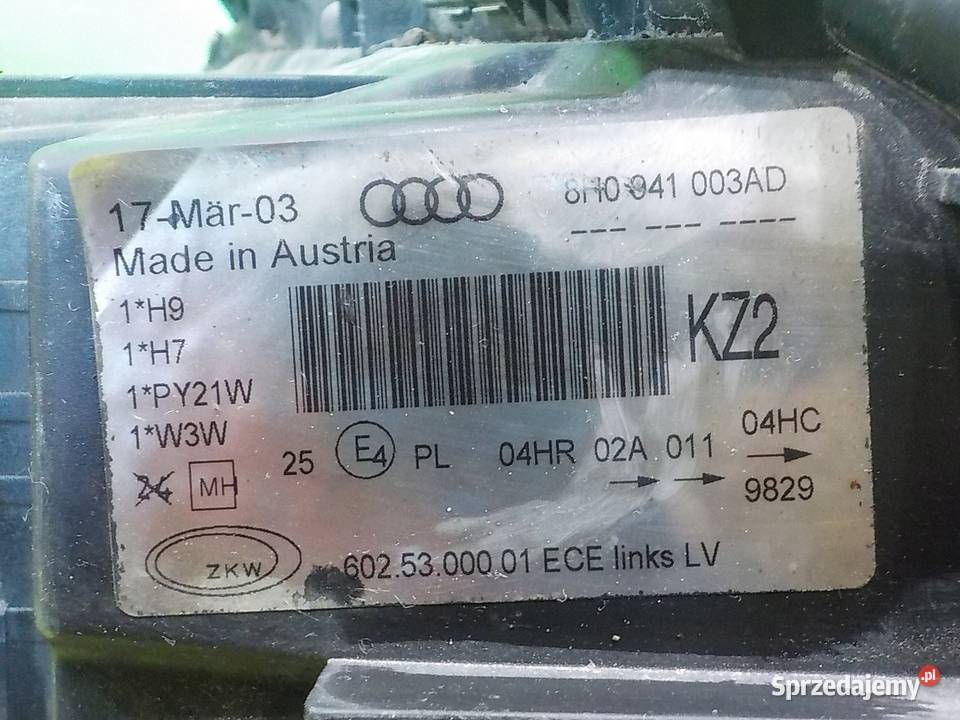 17-Mär-03
8H0 941 003AD
Made in Austria
--- --- ----
1*H9
1*H7
1*PY21W
1*W3W
KZ2
24 MH
25 E4 PL 04HR 02A 011 04HC
9829
ZKW 602.53.000.01 ECE links LV
Sprzedajemy.pl